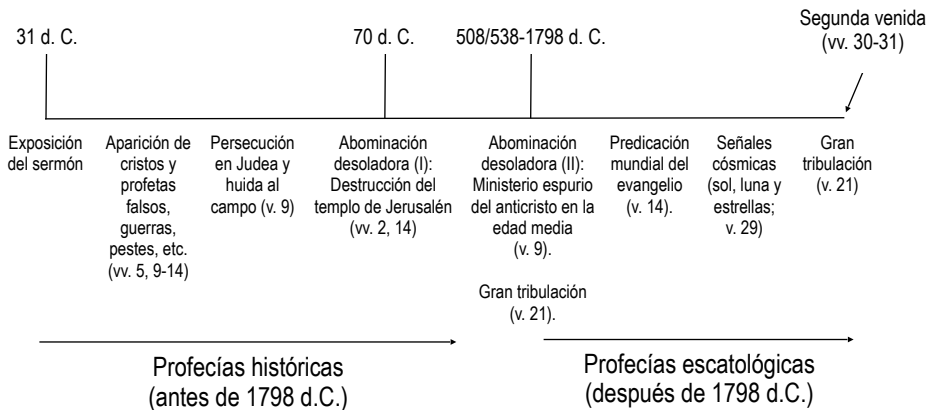 31 d. C.
70 d. C.
508/538-1798 d. C.
Segunda venida
(vv. 30-31)
Exposición
del sermón
Aparición de
cristos y
profetas
falsos,
guerras,
pestes, etc.
(vv. 5, 9-14)
Persecución
en Judea y
huida al
campo (v. 9)
Abominación
desoladora (I):
Destrucción del
templo de Jerusalén
(vv. 2, 14)
Abominación
desoladora (II):
Ministerio espurio
del anticristo en la
edad media
(v. 9).
Gran tribulación
(v. 21).
Predicación
mundial del
evangelio
(v. 14).
Señales
cósmicas
(sol, luna y
estrellas;
v. 29)
Gran
tribulación
(v. 21)
Profecías históricas
(antes de 1798 d.C.)
Profecías escatológicas
(después de 1798 d.C.)